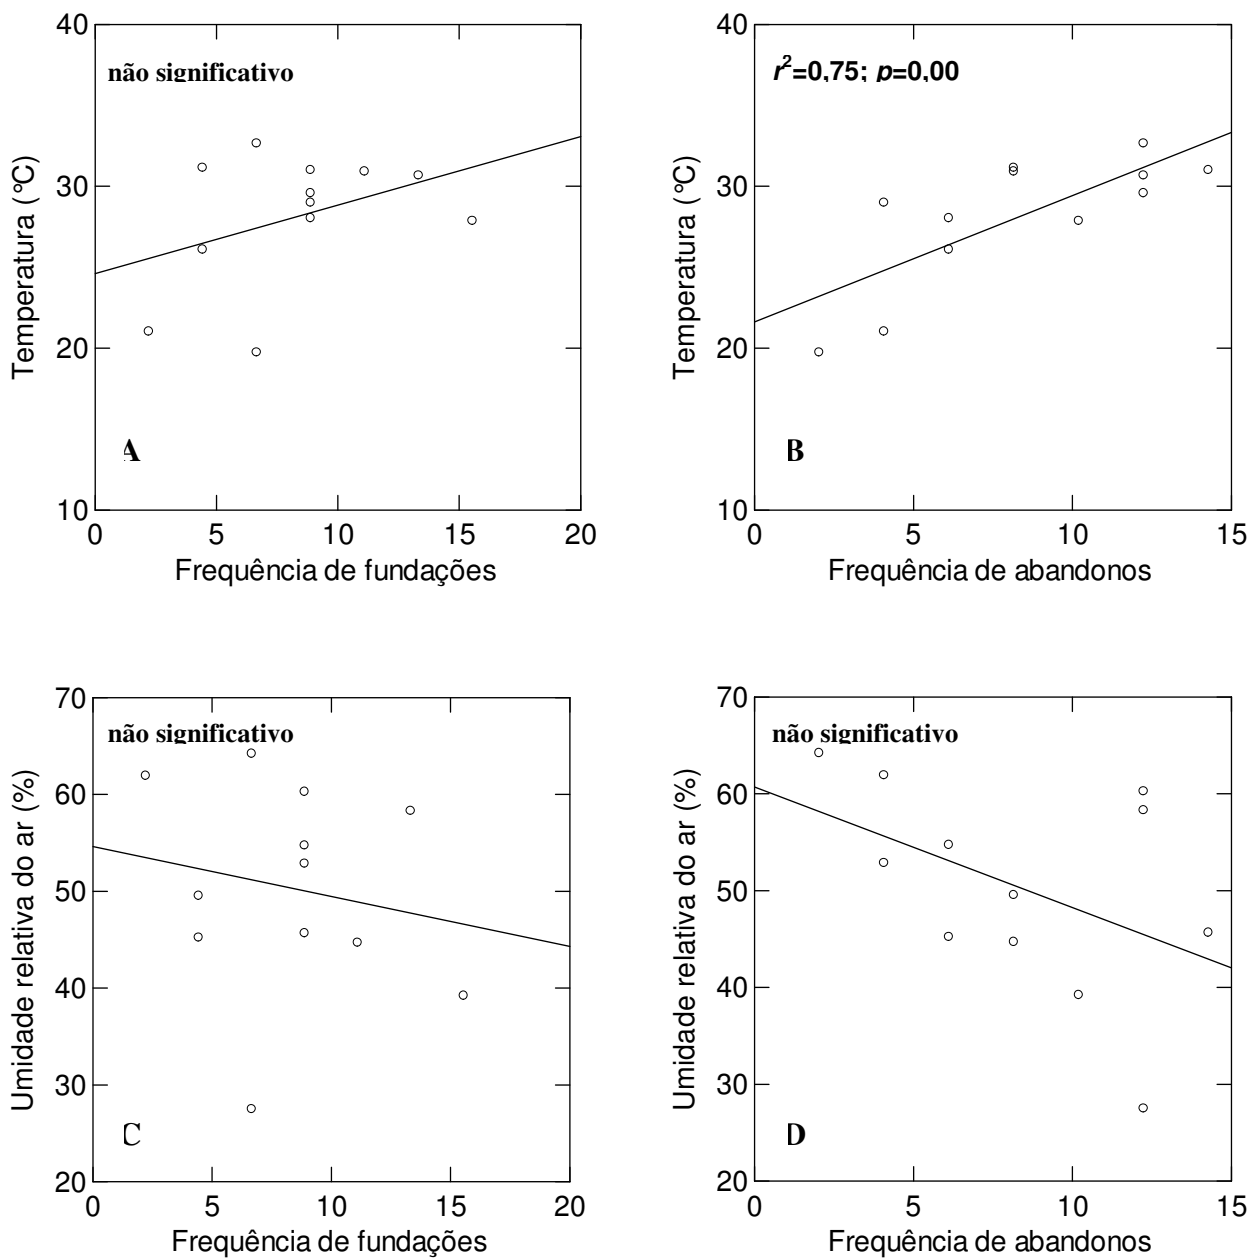 não significativo
40
30
20
10
Temperatura (°C)
A
0 5 10 15 20
Frequência de fundações
r²=0,75; p=0,00
40
30
20
10
Temperatura (°C)
B
0 5 10 15
Frequência de abandonos
não significativo
70
60
50
40
30
20
Umidade relativa do ar (%)
C
0 5 10 15 20
Frequência de fundações
não significativo
70
60
50
40
30
20
Umidade relativa do ar (%)
D
0 5 10 15
Frequência de abandonos